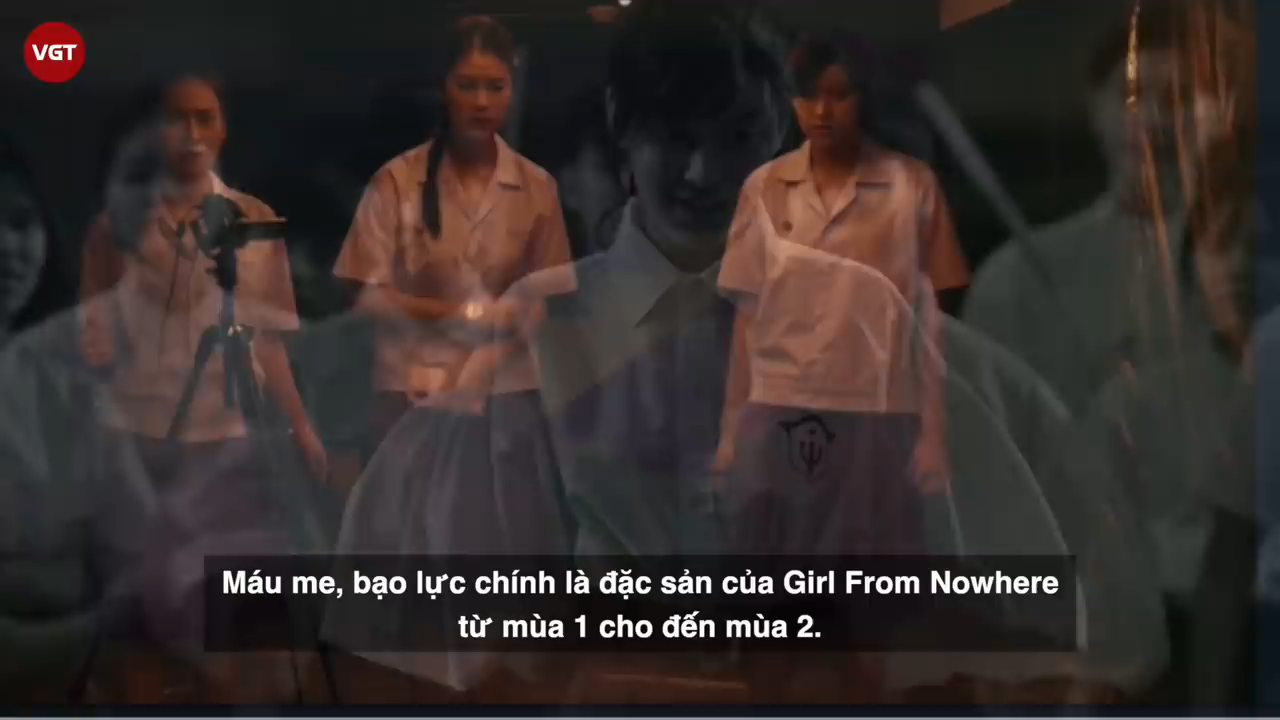 VGT
Máu me, bạo lực chính là đặc sản của Girl From Nowhere
từ mùa 1 cho đến mùa 2.